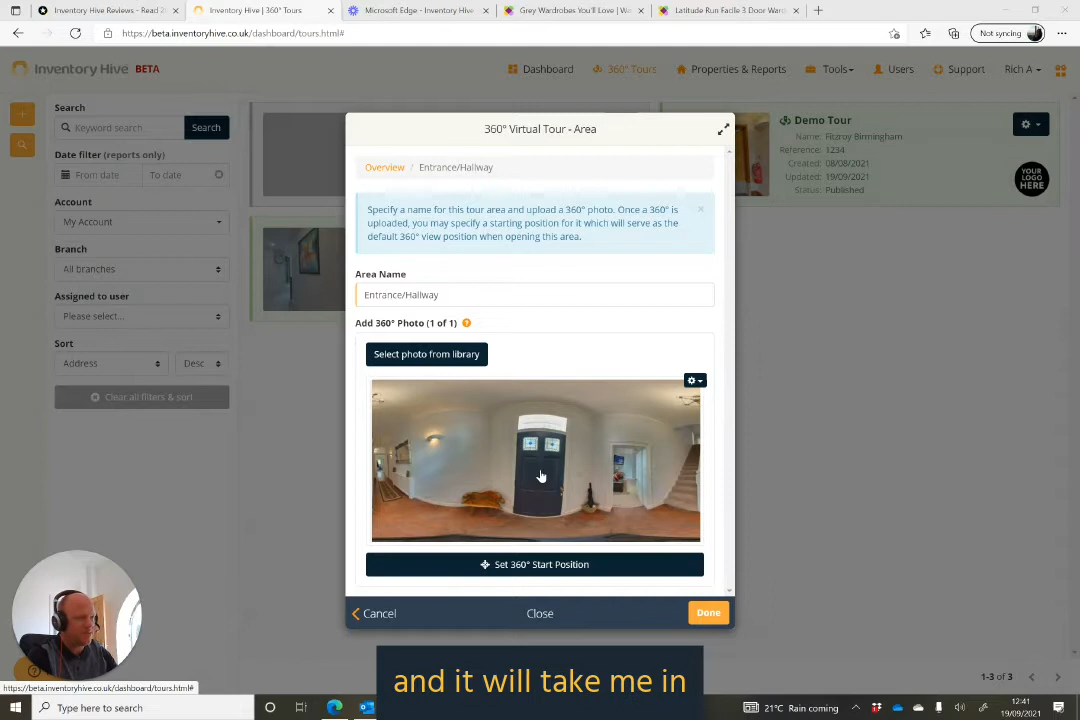 Inventory Hive Reviews - Read 2
Inventory Hive | 360° Tours
Microsoft Edge - Inventory Hive
Grey Wardrobes You'll Love | Wa
Latitude Run Facile 3 Door Ward
https://beta.inventoryhive.co.uk/dashboard/tours.html#
Not syncing
Inventory Hive BETA
Dashboard
360° Tours
Properties & Reports
Tools
Users
Support
Rich A
Search
Keyword search
Search
Date filter (reports only)
From date
To date
Account
My Account
Branch
All branches
Assigned to user
Please select...
Sort
Address
Desc
Clear all filters & sort
360° Virtual Tour - Area
Overview / Entrance/Hallway
Specify a name for this tour area and upload a 360° photo. Once a 360° is
uploaded, you may specify a starting position for it which will serve as the
default 360° view position when opening this area.
×
Area Name
Entrance/Hallway
Add 360° Photo (1 of 1) ?
Select photo from library
Set 360° Start Position
Cancel
Close
Done
Demo Tour
Name: Fitzroy Birmingham
Reference: 1234
Created: 08/08/2021
Updated: 19/09/2021
Status: Published
YOUR
LOGO
HERE
1-3 of 3
and it will take me in
https://beta.inventoryhive.co.uk/dashboard/tours.html#
Type here to search
21°C Rain coming
12:41
19/09/2021